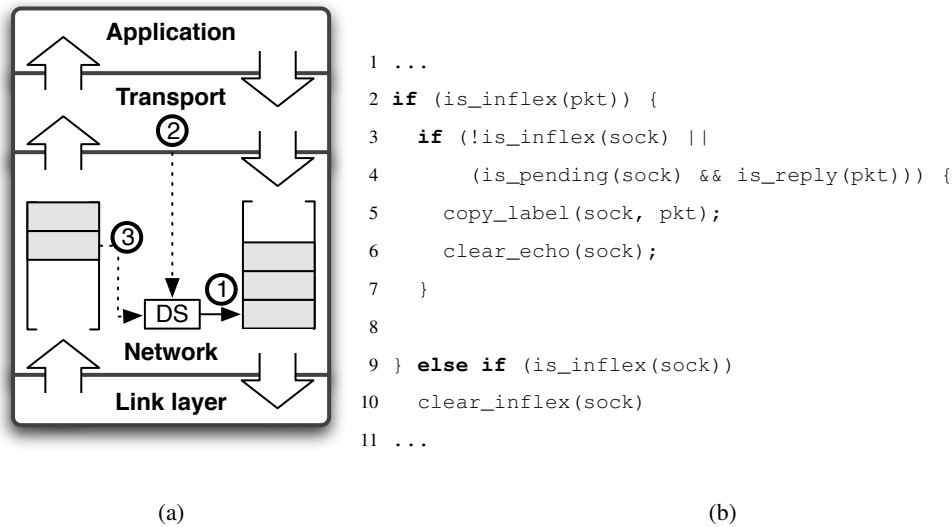 Application
Transport
2
3
1
DS
Network
Link layer
(a)
1 ...
2 if (is_inflex(pkt)) {
3 if (!is_inflex(sock) ||
4 (is_pending(sock) && is_reply(pkt))) {
5 copy_label(sock, pkt);
6 clear_echo(sock);
7 }
8
9 } else if (is_inflex(sock))
10 clear_inflex(sock)
11 ...
(b)